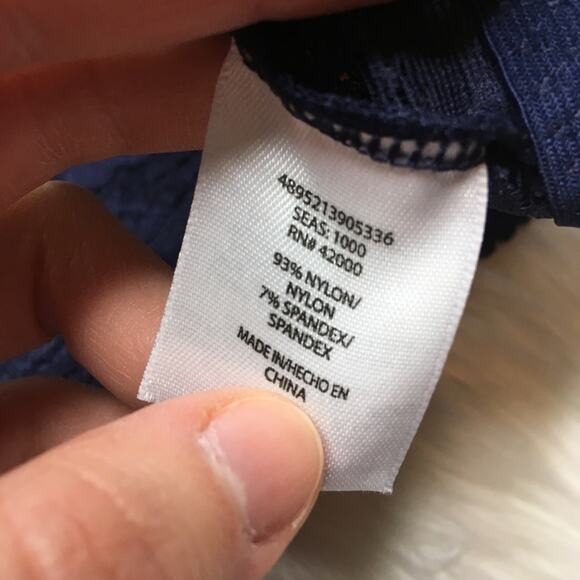 4895213905336
SEAS: 1000
RN# 42000
93% NYLON/
NYLON
7% SPANDEX/
SPANDEX
MADE IN/HECHO EN
CHINA